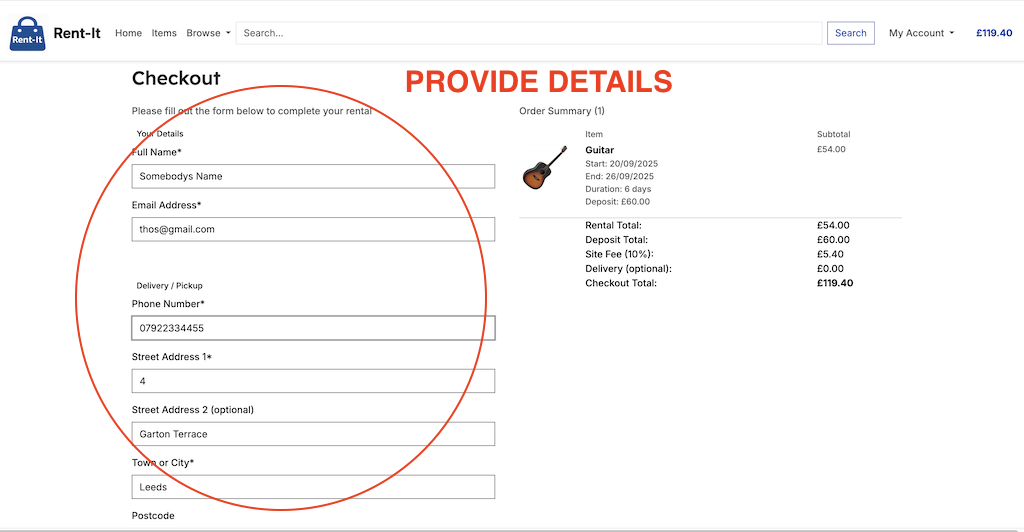 Rent-It
Rent-It
Home
Items
Browse
Search...
Search
My Account
£119.40
Checkout
PROVIDE DETAILS
Please fill out the form below to complete your rental
Your Details
Full Name*
Somebodys Name
Email Address*
thos@gmail.com
Delivery / Pickup
Phone Number*
07922334455
Street Address 1*
4
Street Address 2 (optional)
Garton Terrace
Town or City*
Leeds
Postcode
Order Summary (1)
Item Subtotal
Guitar £54.00
Start: 20/09/2025
End: 26/09/2025
Duration: 6 days
Deposit: £60.00
Rental Total: £54.00
Deposit Total: £60.00
Site Fee (10%): £5.40
Delivery (optional): £0.00
Checkout Total: £119.40